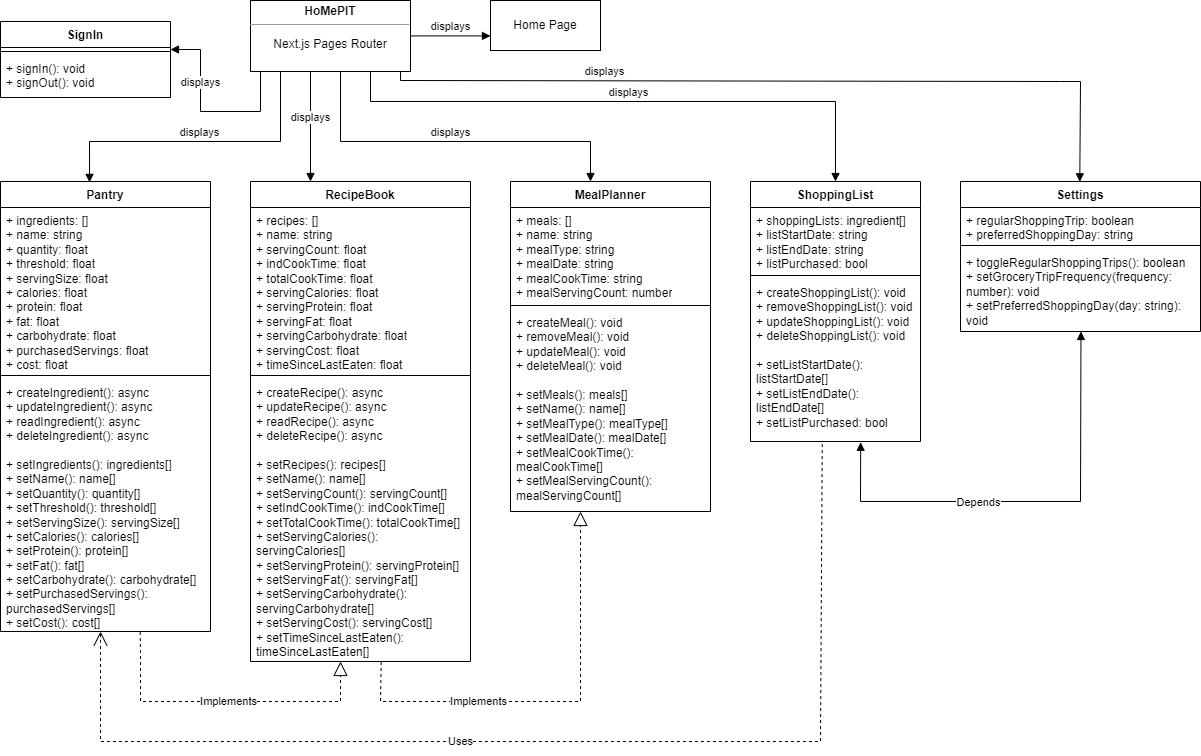 HoMePIT
Next.js Pages Router
displays
Home Page
SignIn
+ signIn(): void
+ signOut(): void
displays
displays
displays
displays
displays
displays
Pantry
+ ingredients: []
+ name: string
+ quantity: float
+ threshold: float
+ servingSize: float
+ calories: float
+ protein: float
+ fat: float
+ carbohydrate: float
+ purchasedServings: float
+ cost: float
+ createIngredient(): async
+ updateIngredient(): async
+ readIngredient(): async
+ deleteIngredient(): async
+ setIngredients(): ingredients[]
+ setName(): name[]
+ setQuantity(): quantity[]
+ setThreshold(): threshold[]
+ setServingSize(): servingSize[]
+ setCalories(): calories[]
+ setProtein(): protein[]
+ setFat(): fat[]
+ setCarbohydrate(): carbohydrate[]
+ setPurchasedServings():
purchasedServings[]
+ setCost(): cost[]
RecipeBook
+ recipes: []
+ name: string
+ servingCount: float
+ indCookTime: float
+ totalCookTime: float
+ servingCalories: float
+ servingProtein: float
+ servingFat: float
+ servingCarbohydrate: float
+ servingCost: float
+ timeSinceLastEaten: float
+ createRecipe(): async
+ updateRecipe(): async
+ readRecipe(): async
+ deleteRecipe(): async
+ setRecipes(): recipes[]
+ setName(): name[]
+ setServingCount(): servingCount[]
+ setIndCookTime(): indCookTime[]
+ setTotalCookTime(): totalCookTime[]
+ setServingCalories():
servingCalories[]
+ setServingProtein(): servingProtein[]
+ setServingFat(): servingFat[]
+ setServingCarbohydrate():
servingCarbohydrate[]
+ setServingCost(): servingCost[]
+ setTimeSinceLastEaten():
timeSinceLastEaten[]
MealPlanner
+ meals: []
+ name: string
+ mealType: string
+ mealDate: string
+ mealCookTime: string
+ mealServingCount: number
+ createMeal(): void
+ removeMeal(): void
+ updateMeal(): void
+ deleteMeal(): void
+ setMeals(): meals[]
+ setName(): name[]
+ setMealType(): mealType[]
+ setMealDate(): mealDate[]
+ setMealCookTime():
mealCookTime[]
+ setMealServingCount():
mealServingCount[]
ShoppingList
+ shoppingLists: ingredient[]
+ listStartDate: string
+ listEndDate: string
+ listPurchased: bool
+ createShoppingList(): void
+ removeShoppingList(): void
+ updateShoppingList(): void
+ deleteShoppingList(): void
+ setListStartDate():
listStartDate[]
+ setListEndDate():
listEndDate[]
+ setListPurchased: bool
Settings
+ regularShoppingTrip: boolean
+ preferredShoppingDay: string
+ toggleRegularShoppingTrips(): boolean
+ setGroceryTripFrequency(frequency:
number): void
+ setPreferredShoppingDay(day: string):
void
Depends
Implements
Implements
Uses